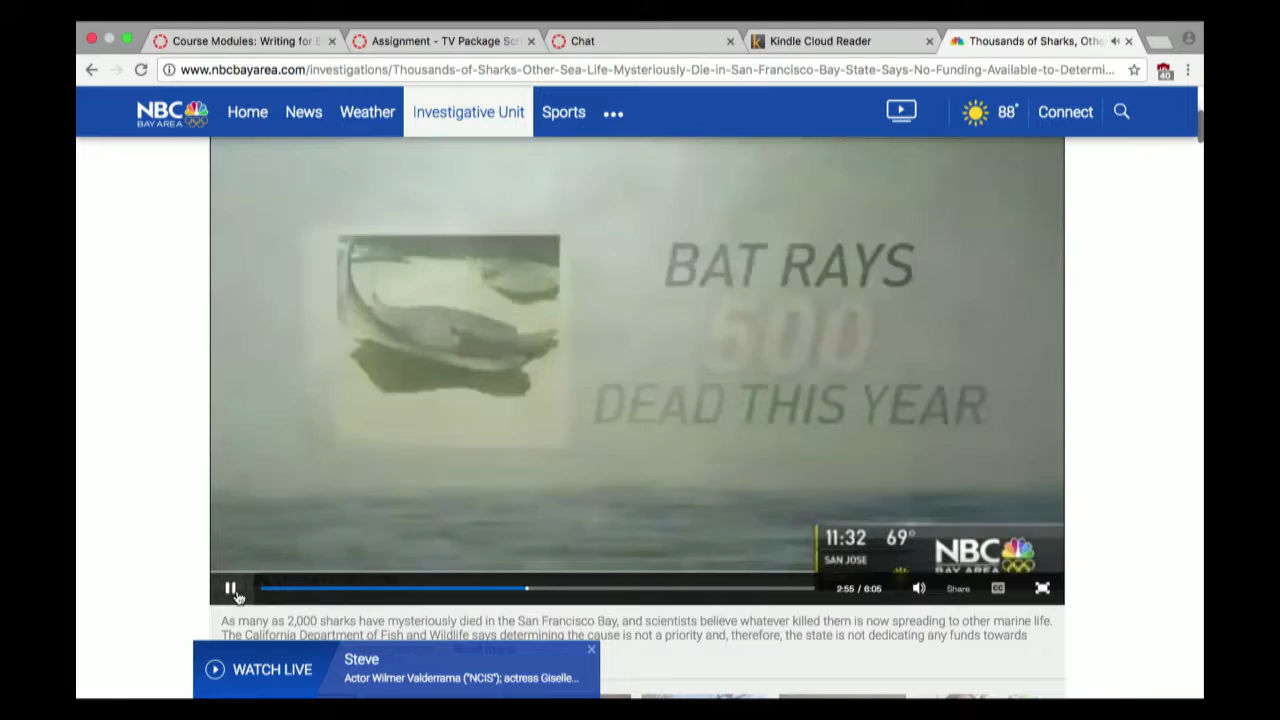 Course Modules: Writing for E
Assignment - TV Package Scri
Chat
Kindle Cloud Reader
Thousands of Sharks, Othe
www.nbcbayarea.com/investigations/Thousands-of-Sharks-Other-Sea-Life-Mysteriously-Die-in-San-Francisco-Bay-State-Says-No-Funding-Available-to-Determi...
40
NBC BAY AREA
Home News Weather Investigative Unit Sports ••• 88° Connect
BAT RAYS
500
DEAD THIS YEAR
11:32 69°
SAN JOSE
NBC
BAY AREA
2:55 / 6:05 Share CC
As many as 2,000 sharks have mysteriously died in the San Francisco Bay, and scientists believe whatever killed them is now spreading to other marine life.
The California Department of Fish and Wildlife says determining the cause is not a priority and, therefore, the state is not dedicating any funds towards
Read more
WATCH LIVE
Steve
Actor Wilmer Valderrama ("NCIS"); actress Giselle...